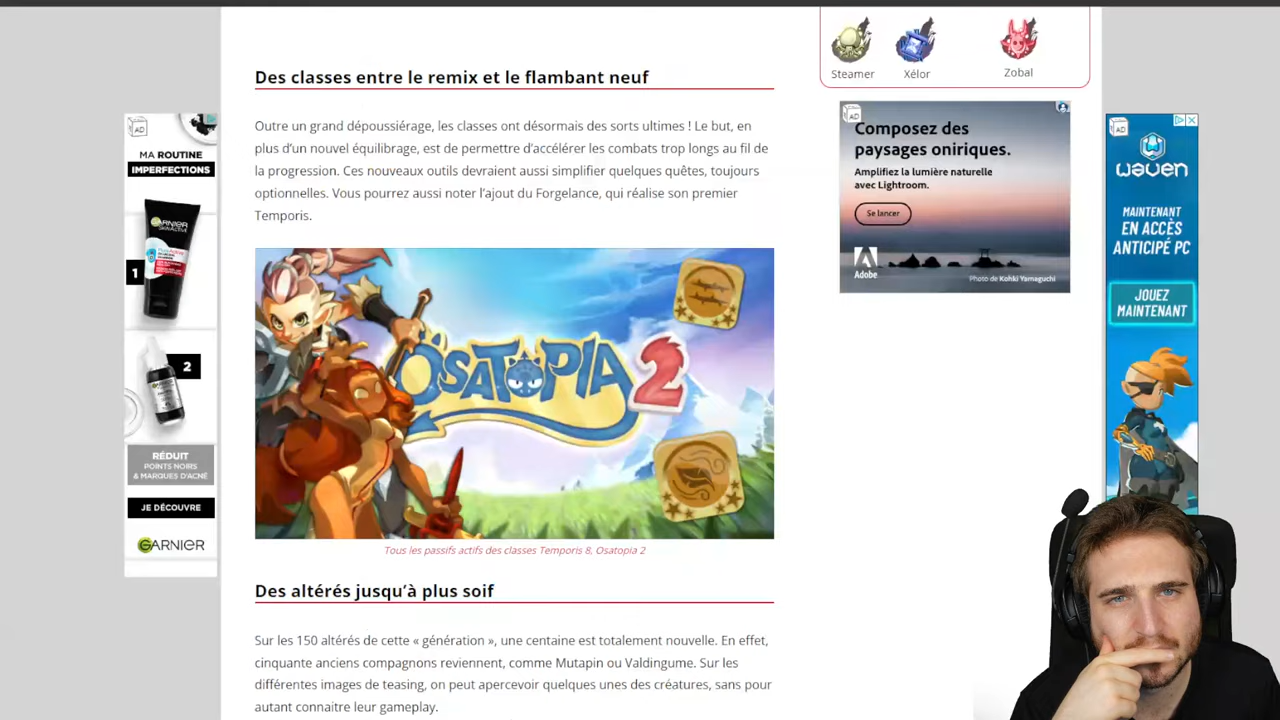 Steamer
Xélor
Zobal
Des classes entre le remix et le flambant neuf
Outre un grand dépoussiérage, les classes ont désormais des sorts ultimes ! Le but, en
plus d'un nouvel équilibrage, est de permettre d'accélérer les combats trop longs au fil de
la progression. Ces nouveaux outils devraient aussi simplifier quelques quêtes, toujours
optionnelles. Vous pourrez aussi noter l'ajout du Forgelance, qui réalise son premier
Temporis.
OSATOPIA 2
Tous les passifs actifs des classes Temporis 8, Osatopia 2
Des altérés jusqu'à plus soif
Sur les 150 altérés de cette « génération », une centaine est totalement nouvelle. En effet,
cinquante anciens compagnons reviennent, comme Mutapin ou Valdingume. Sur les
différentes images de teasing, on peut apercevoir quelques unes des créatures, sans pour
autant connaitre leur gameplay.
AD
MA ROUTINE
IMPERFECTIONS
GARNIER
1
2
RÉDUIT
POINTS NOIRS
& MARQUES D'ACNÉ
JE DÉCOUVRE
GARNIER
AD
Composez des
paysages oniriques.
Amplifiez la lumière naturelle
avec Lightroom.
Se lancer
Adobe
Photo de Kohki Yamaguchi
AD
WAVEN
MAINTENANT
EN ACCÈS
ANTICIPÉ PC
JOUEZ
MAINTENANT